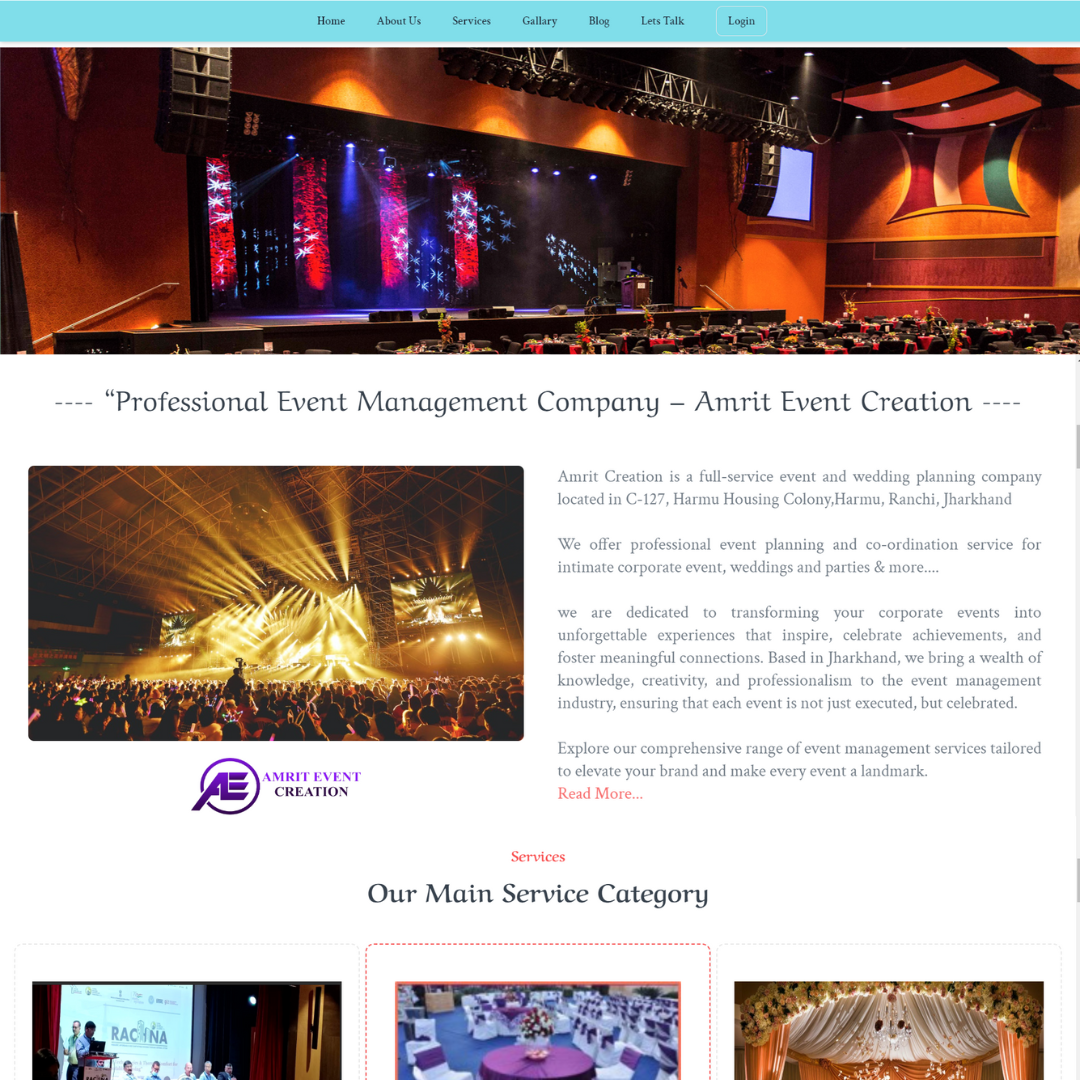 Home About Us Services Gallary Blog Lets Talk Login
---- “Professional Event Management Company – Amrit Event Creation ----
Amrit Creation is a full-service event and wedding planning company
located in C-127, Harmu Housing Colony,Harmu, Ranchi, Jharkhand
We offer professional event planning and co-ordination service for
intimate corporate event, weddings and parties & more....
we are dedicated to transforming your corporate events into
unforgettable experiences that inspire, celebrate achievements, and
foster meaningful connections. Based in Jharkhand, we bring a wealth of
knowledge, creativity, and professionalism to the event management
industry, ensuring that each event is not just executed, but celebrated.
Explore our comprehensive range of event management services tailored
to elevate your brand and make every event a landmark.
Read More...
AE
AMRIT EVENT
CREATION
Services
Our Main Service Category